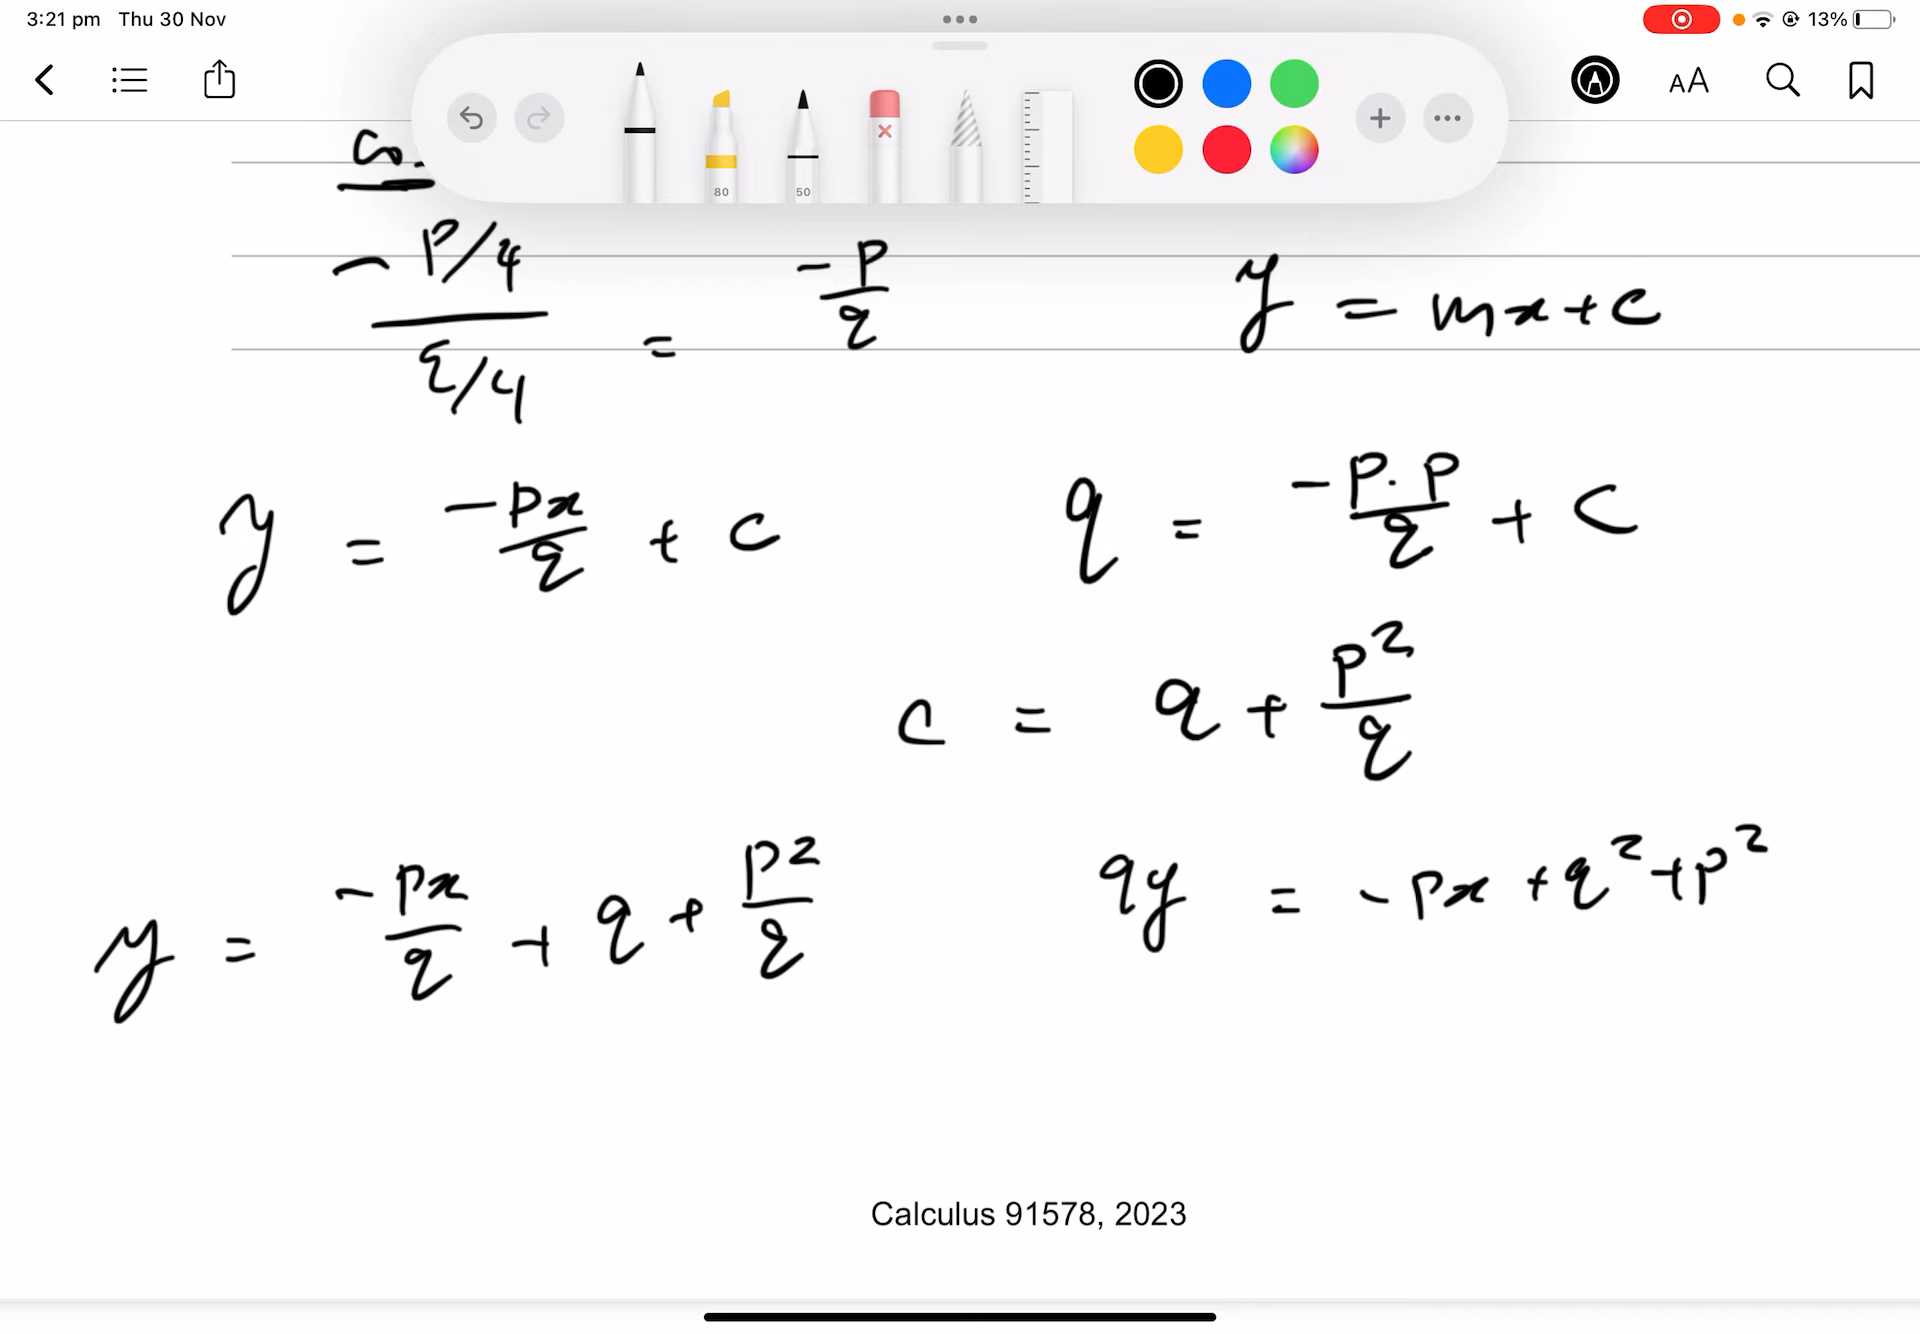 3:21 pm Thu 30 Nov 13%
AA
80 50
-P/4 / q/4 = -P/q
y = mx+c
y = -px/q + c
q = -P.P/q + c
c = q + p²/q
y = -px/q + q + p²/q
qy = -px + q² + p²
Calculus 91578, 2023